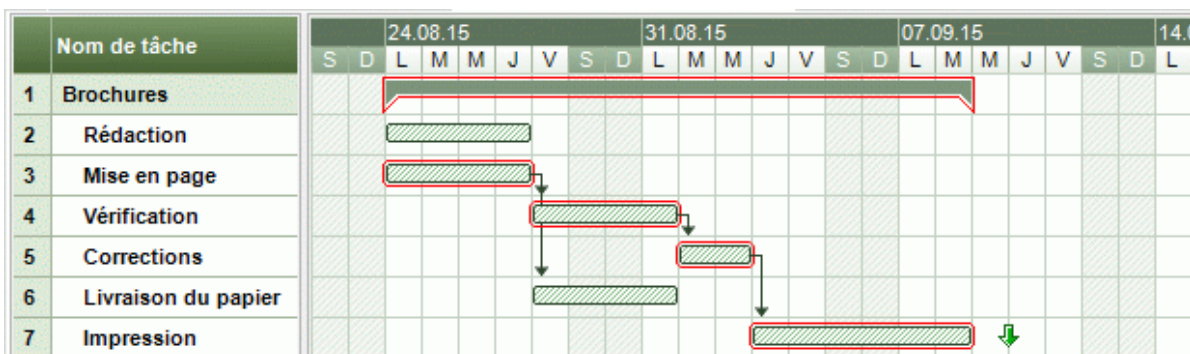 Nom de tâche
24.08.15 31.08.15 07.09.15 14.0
S D L M M J V S D L M M J V S D L M M J V S D L
1 Brochures
2 Rédaction
3 Mise en page
4 Vérification
5 Corrections
6 Livraison du papier
7 Impression